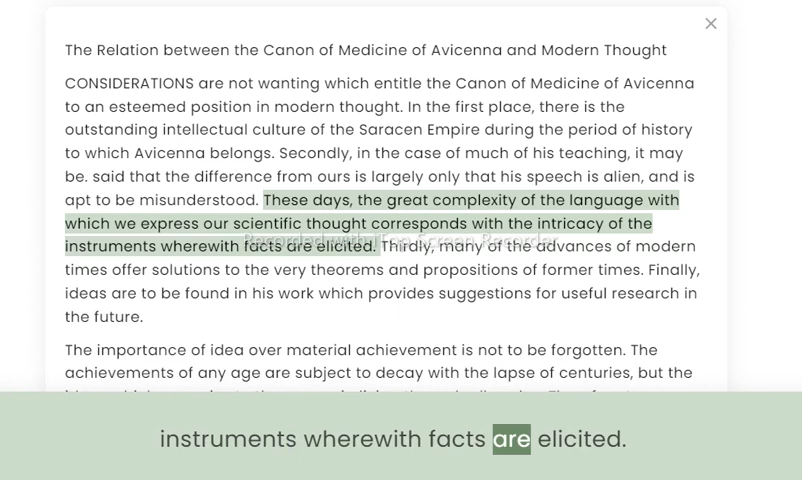 The Relation between the Canon of Medicine of Avicenna and Modern Thought
CONSIDERATIONS are not wanting which entitle the Canon of Medicine of Avicenna
to an esteemed position in modern thought. In the first place, there is the
outstanding intellectual culture of the Saracen Empire during the period of history
to which Avicenna belongs. Secondly, in the case of much of his teaching, it may
be. said that the difference from ours is largely only that his speech is alien, and is
apt to be misunderstood. These days, the great complexity of the language with
which we express our scientific thought corresponds with the intricacy of the
instruments wherewith facts are elicited. Thirdly, many of the advances of modern
Recorded with iTop Screen Recorder
times offer solutions to the very theorems and propositions of former times. Finally,
ideas are to be found in his work which provides suggestions for useful research in
the future.
The importance of idea over material achievement is not to be forgotten. The
achievements of any age are subject to decay with the lapse of centuries, but the
instruments wherewith facts are elicited.